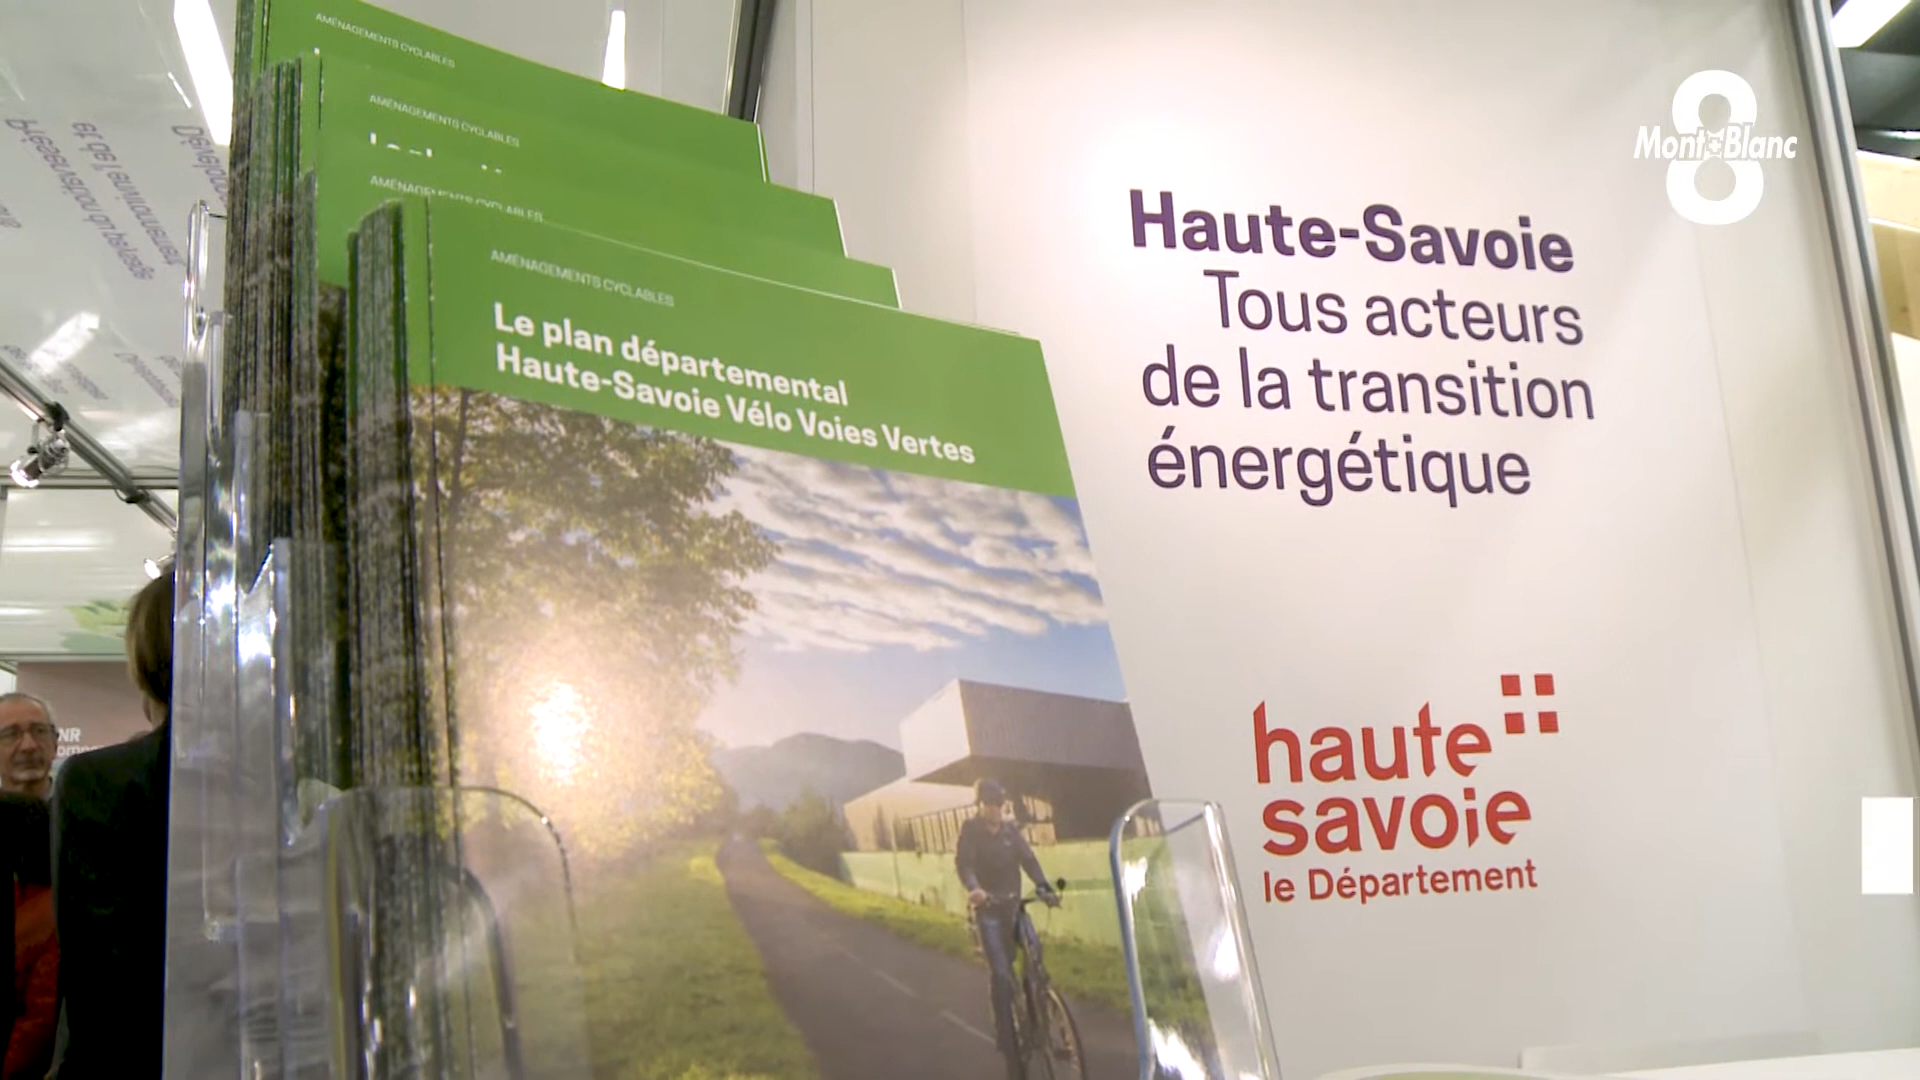 AMÉNAGEMENTS CYCLABLES
AMÉNAGEMENTS CYCLABLES
AMÉNAGEMENTS CYCLABLES
AMÉNAGEMENTS CYCLABLES
Le plan départemental
Haute-Savoie Vélo Voies Vertes
8
Mont Blanc
Haute-Savoie
Tous acteurs
de la transition
énergétique
haute
savoie
le Département
NR